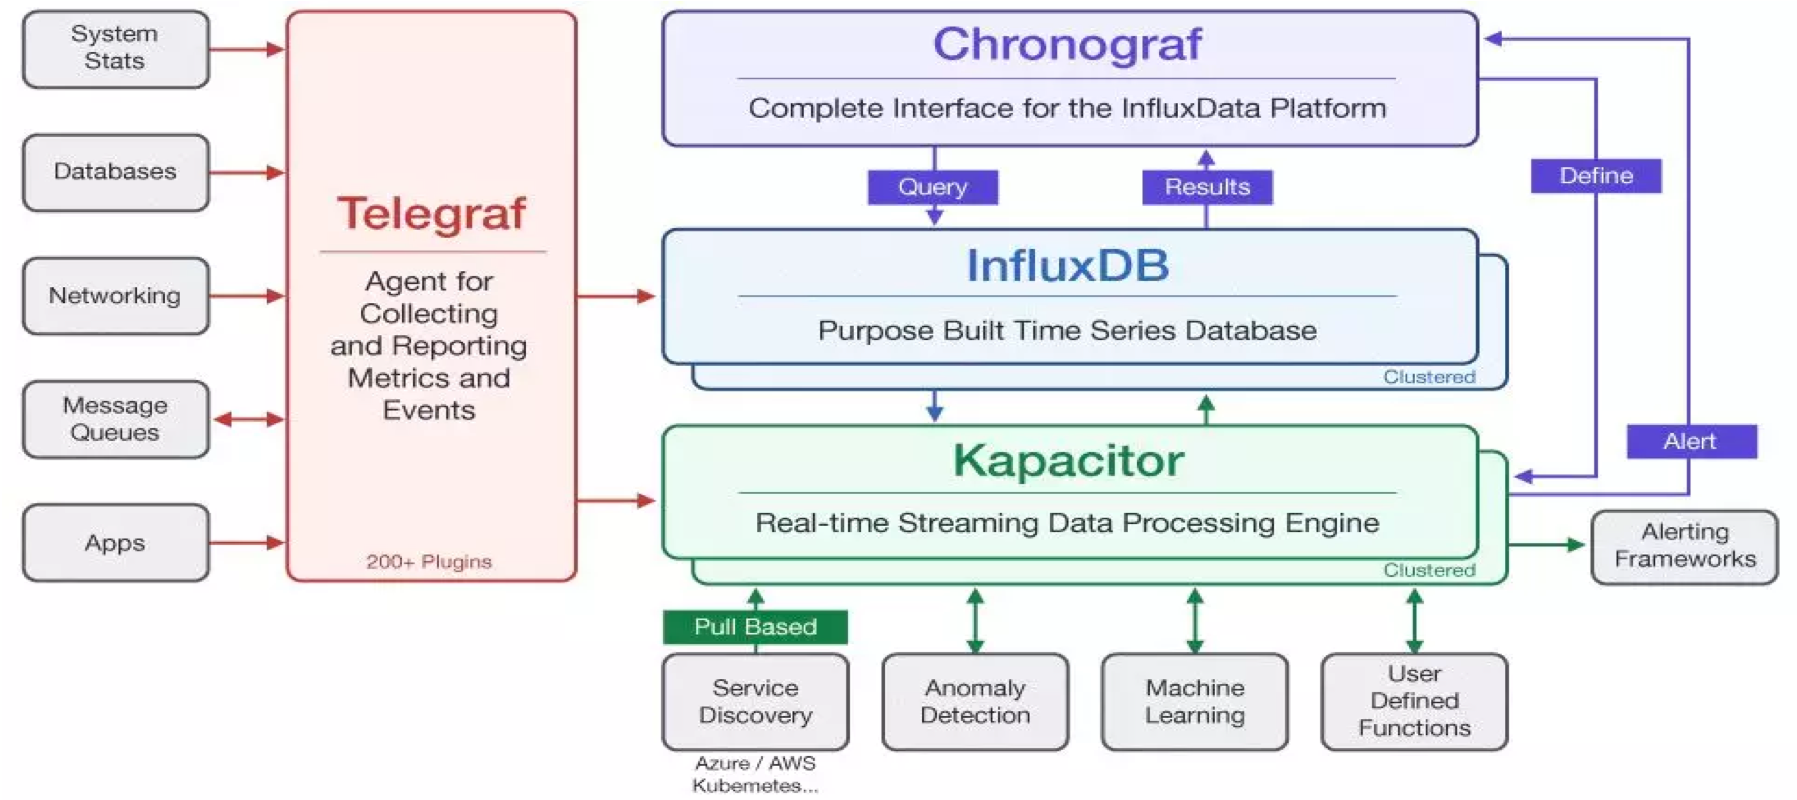 System
Stats
Databases
Networking
Message
Queues
Apps
Telegraf
Agent for
Collecting
and Reporting
Metrics and
Events
200+ Plugins
Chronograf
Complete Interface for the InfluxData Platform
Query
Results
Define
InfluxDB
Purpose Built Time Series Database
Clustered
Alert
Kapacitor
Real-time Streaming Data Processing Engine
Clustered
Alerting
Frameworks
Pull Based
Service
Discovery
Azure / AWS
Kubernetes...
Anomaly
Detection
Machine
Learning
User
Defined
Functions